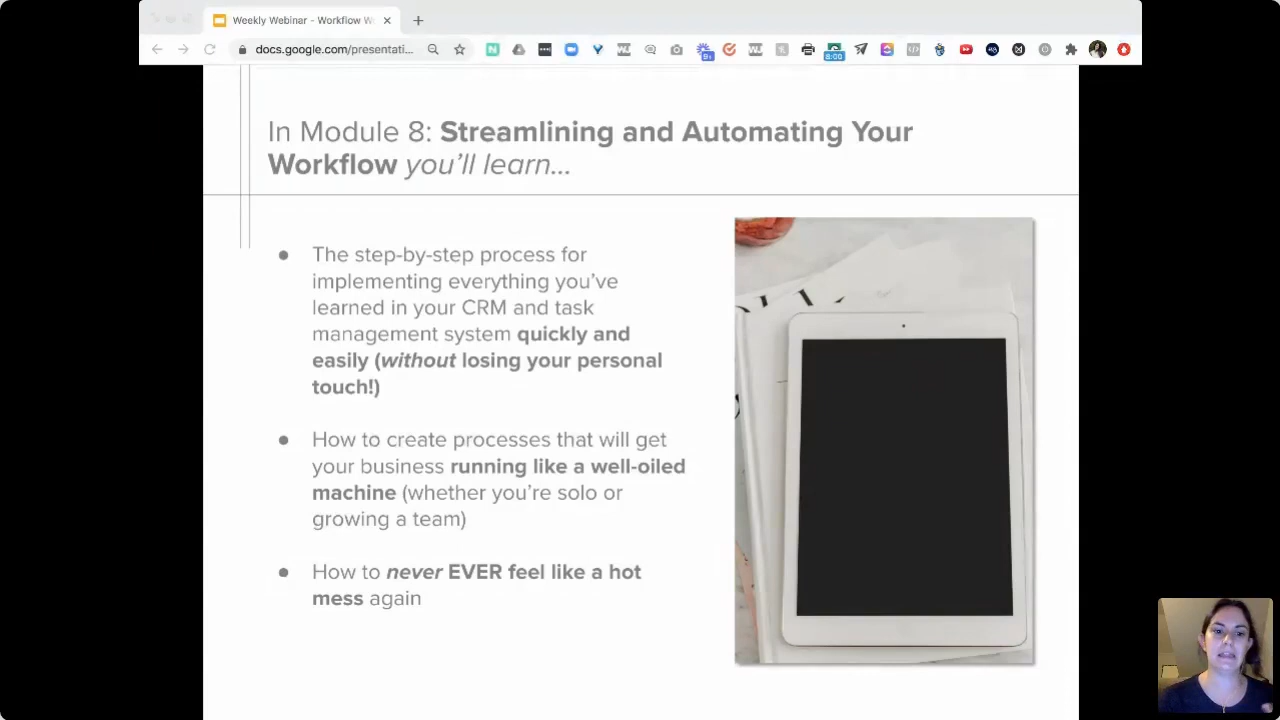 Weekly Webinar - Workflow W
docs.google.com/presentati...
9+
8:00
In Module 8: Streamlining and Automating Your
Workflow you’ll learn...
The step-by-step process for
implementing everything you’ve
learned in your CRM and task
management system quickly and
easily (without losing your personal
touch!)
How to create processes that will get
your business running like a well-oiled
machine (whether you’re solo or
growing a team)
How to never EVER feel like a hot
mess again